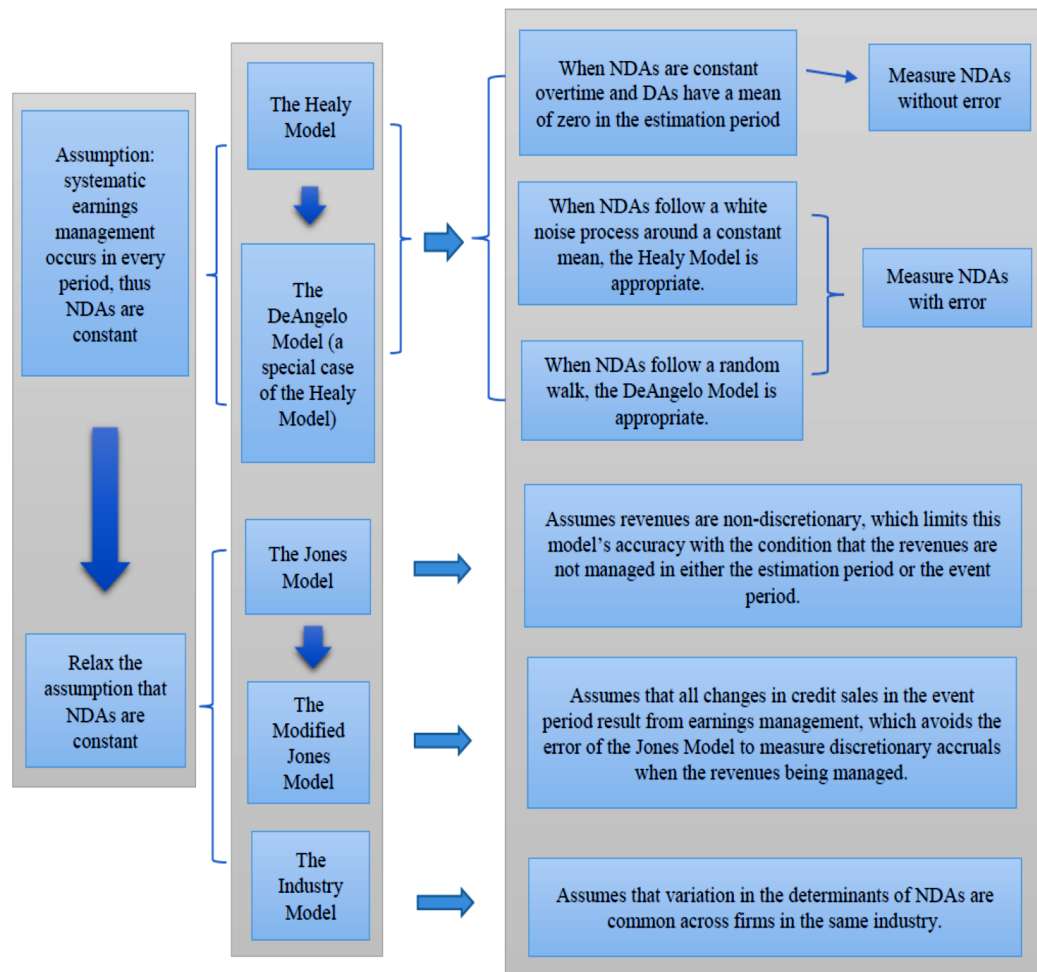 Assumption:
systematic
earnings
management
occurs in every
period, thus
NDAs are
constant
Relax the
assumption that
NDAs are
constant
The Healy
Model
The
DeAngelo
Model (a
special case
of the Healy
Model)
The Jones
Model
The
Modified
Jones Model
The
Industry
Model
When NDAs are constant
overtime and DAs have a mean
of zero in the estimation period
Measure NDAs
without error
When NDAs follow a white
noise process around a constant
mean, the Healy Model is
appropriate.
Measure NDAs
with error
When NDAs follow a random
walk, the DeAngelo Model is
appropriate.
Assumes revenues are non-discretionary, which limits this
model’s accuracy with the condition that the revenues are
not managed in either the estimation period or the event
period.
Assumes that all changes in credit sales in the event
period result from earnings management, which avoids the
error of the Jones Model to measure discretionary accruals
when the revenues being managed.
Assumes that variation in the determinants of NDAs are
common across firms in the same industry.